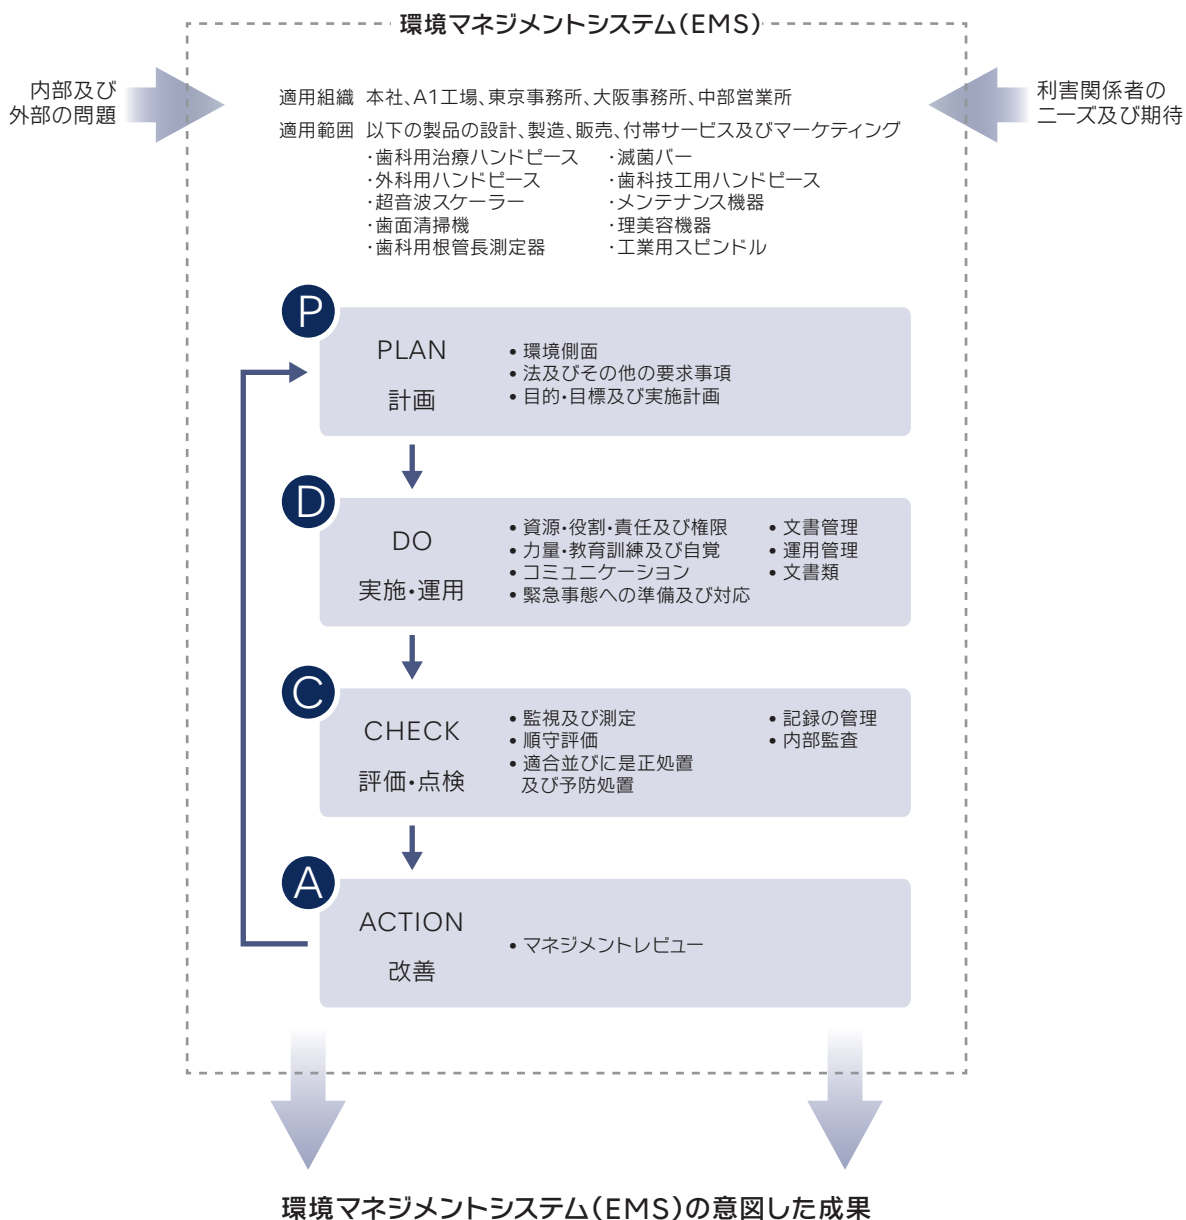 環境マネジメントシステム(EMS)
内部及び
外部の問題
利害関係者の
ニーズ及び期待
適用組織 本社、A1工場、東京事務所、大阪事務所、中部営業所
適用範囲 以下の製品の設計、製造、販売、付帯サービス及びマーケティング
・歯科用治療ハンドピース ・滅菌バー
・外科用ハンドピース ・歯科技工用ハンドピース
・超音波スケーラー ・メンテナンス機器
・歯面清掃機 ・理美容機器
・歯科用根管長測定器 ・工業用スピンドル
P
PLAN
計画
• 環境側面
• 法及びその他の要求事項
• 目的・目標及び実施計画
D
DO
実施・運用
• 資源・役割・責任及び権限
• 力量・教育訓練及び自覚
• コミュニケーション
• 緊急事態への準備及び対応
• 文書管理
• 運用管理
• 文書類
C
CHECK
評価・点検
• 監視及び測定
• 順守評価
• 適合並びに是正処置
及び予防処置
• 記録の管理
• 内部監査
A
ACTION
改善
• マネジメントレビュー
環境マネジメントシステム(EMS)の意図した成果